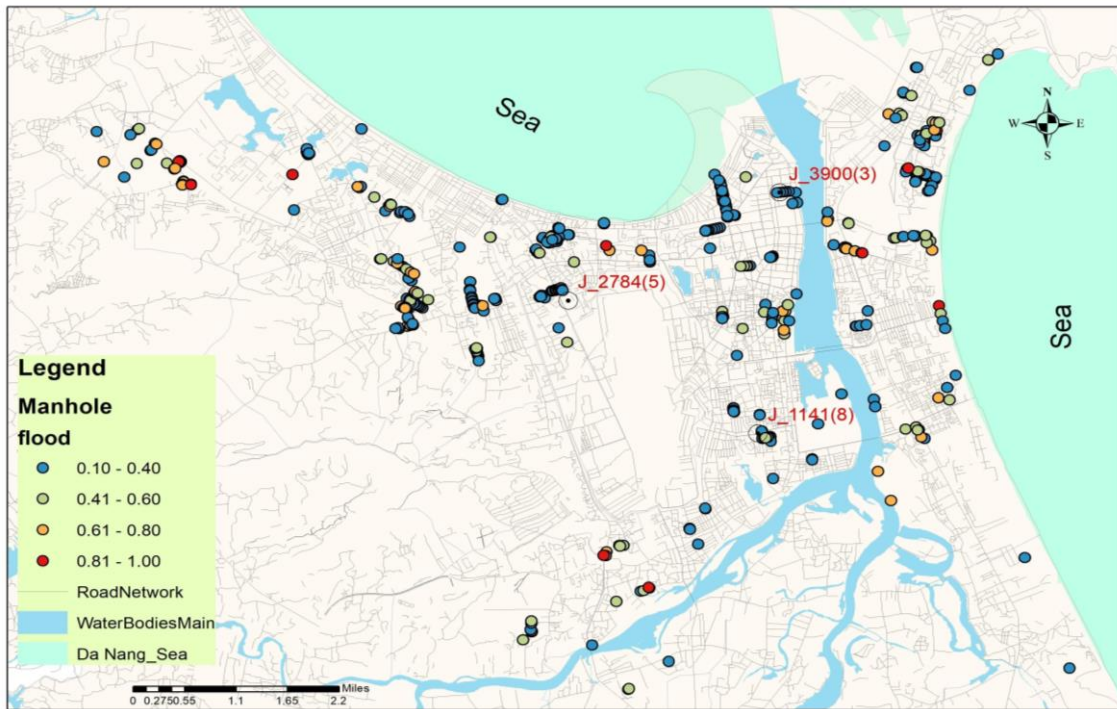 Sea
N
W E
S
J_3900(3)
J_2784(5)
Sea
J_1141(8)
Legend
Manhole
flood
0.10 - 0.40
0.41 - 0.60
0.61 - 0.80
0.81 - 1.00
RoadNetwork
WaterBodiesMain
Da Nang_Sea
Miles
0 0.2750.55 1.1 1.65 2.2